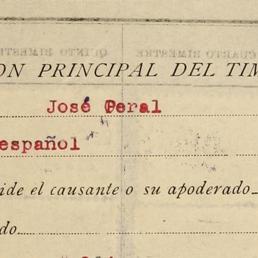 ON PRINCIPAL DEL TIM
José Peral
español
ide el causante o su apoderado
do